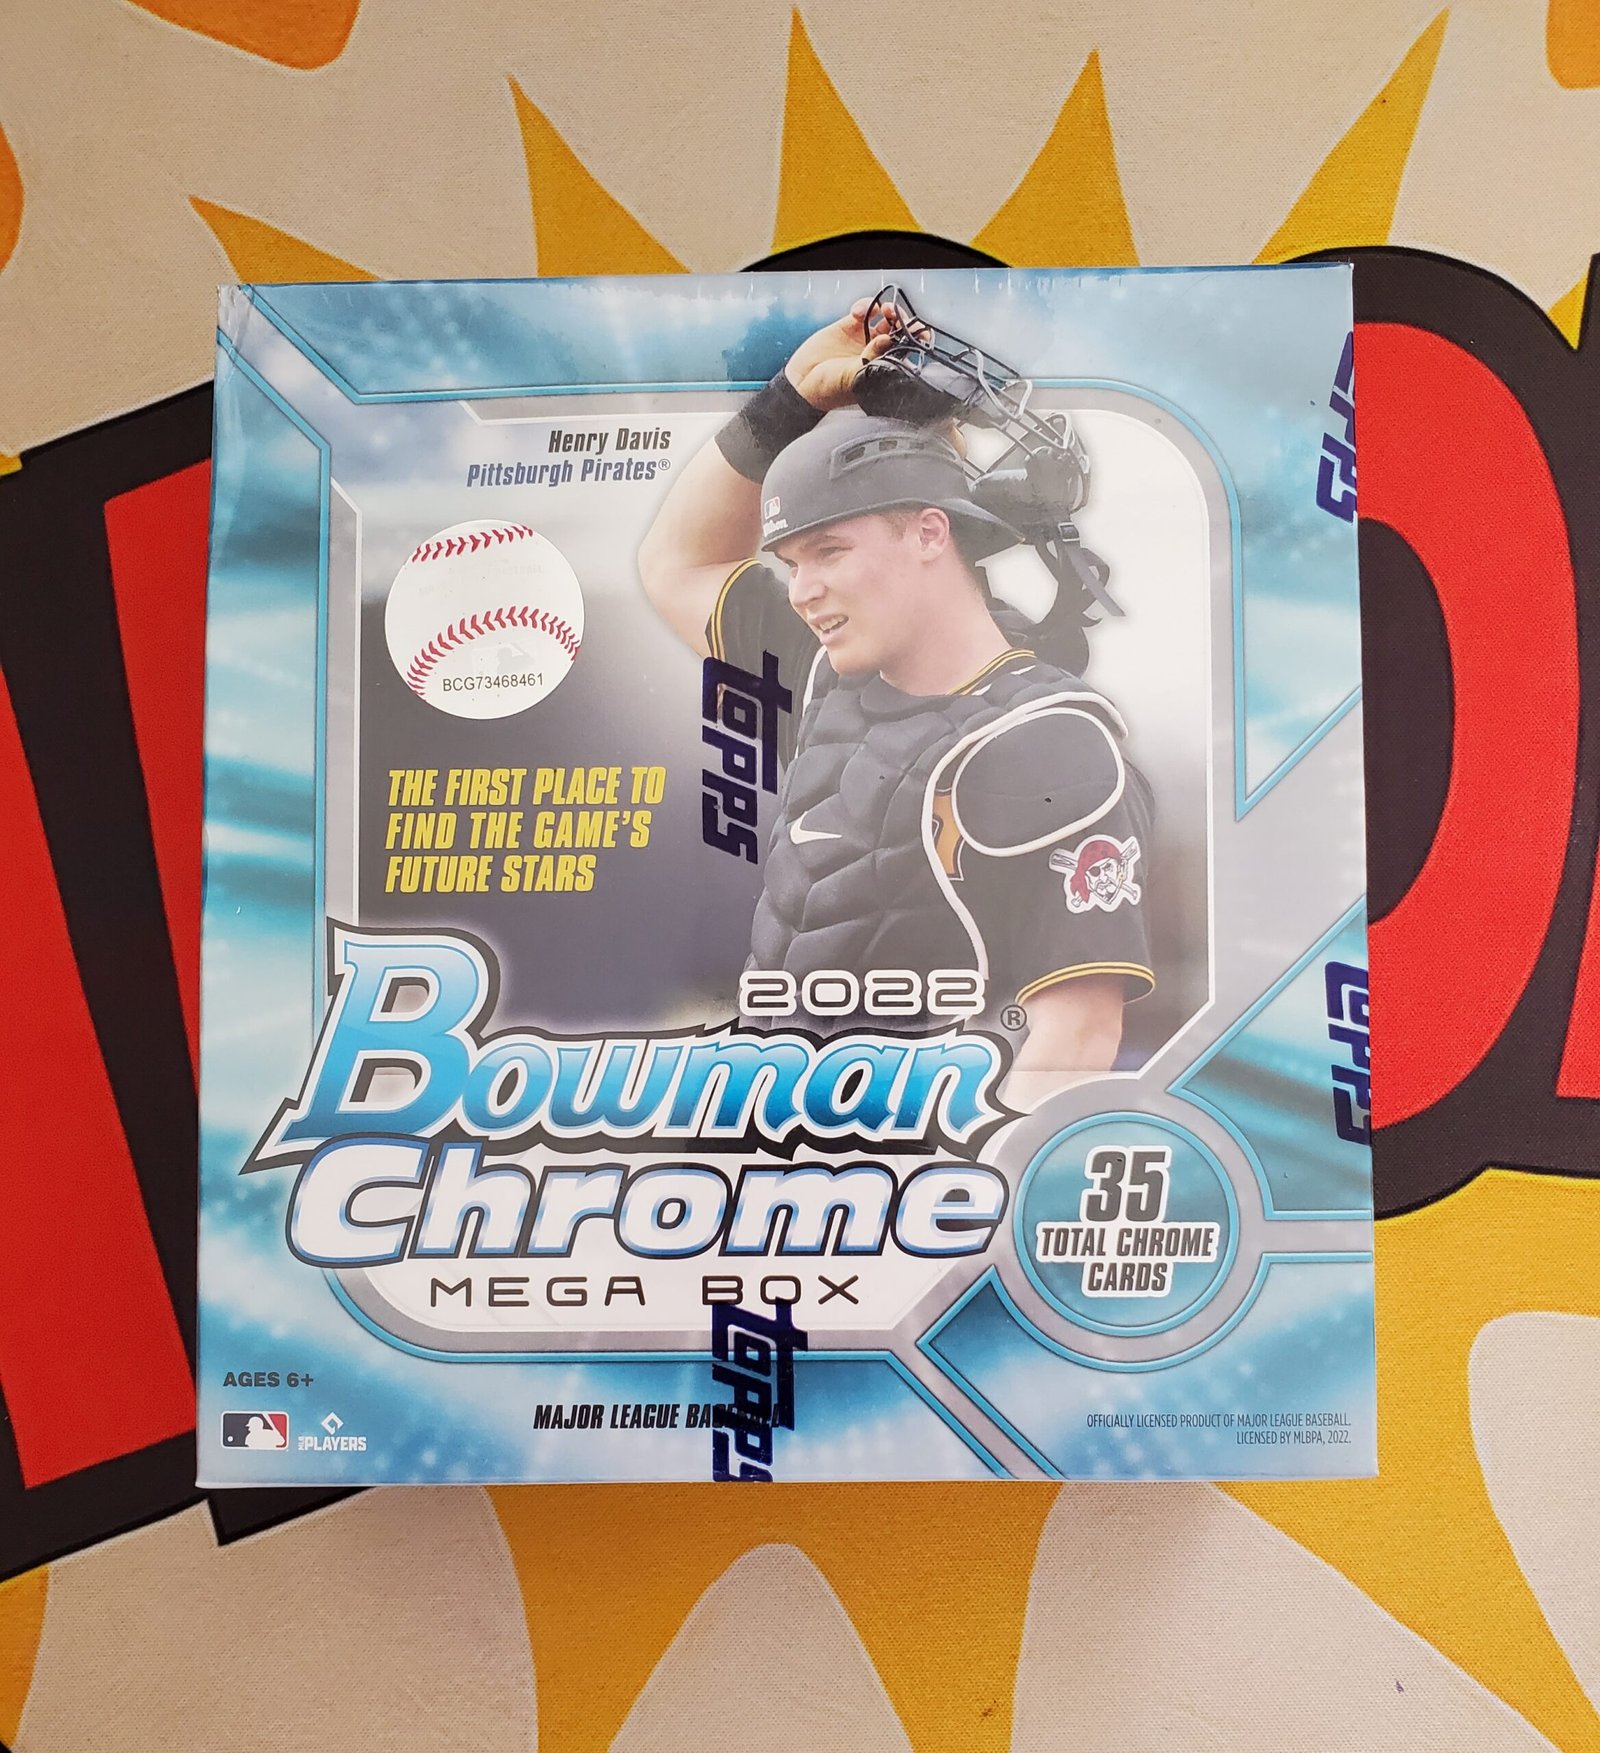 Henry Davis
Pittsburgh Pirates®
BCG73468461
THE FIRST PLACE TO
FIND THE GAME'S
FUTURE STARS
Topps
Topps
Topps
2022
Bowman®
Chrome
MEGA BOX
35
TOTAL CHROME
CARDS
Topps
AGES 6+
MAJOR LEAGUE BASEBALL
PLAYERS
OFFICIALLY LICENSED PRODUCT OF MAJOR LEAGUE BASEBALL.
LICENSED BY MLBPA, 2022.